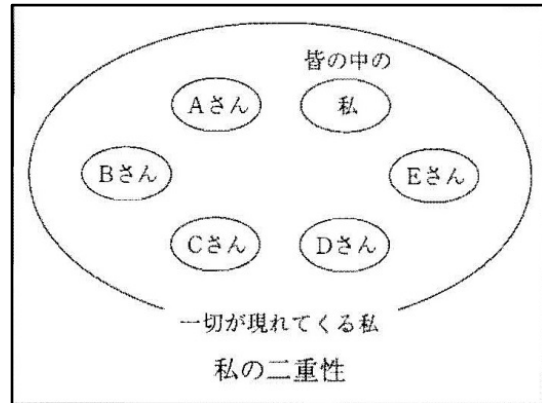 皆の中の
Aさん
私
Bさん
Eさん
Cさん
Dさん
一切が現れてくる私
私の二重性